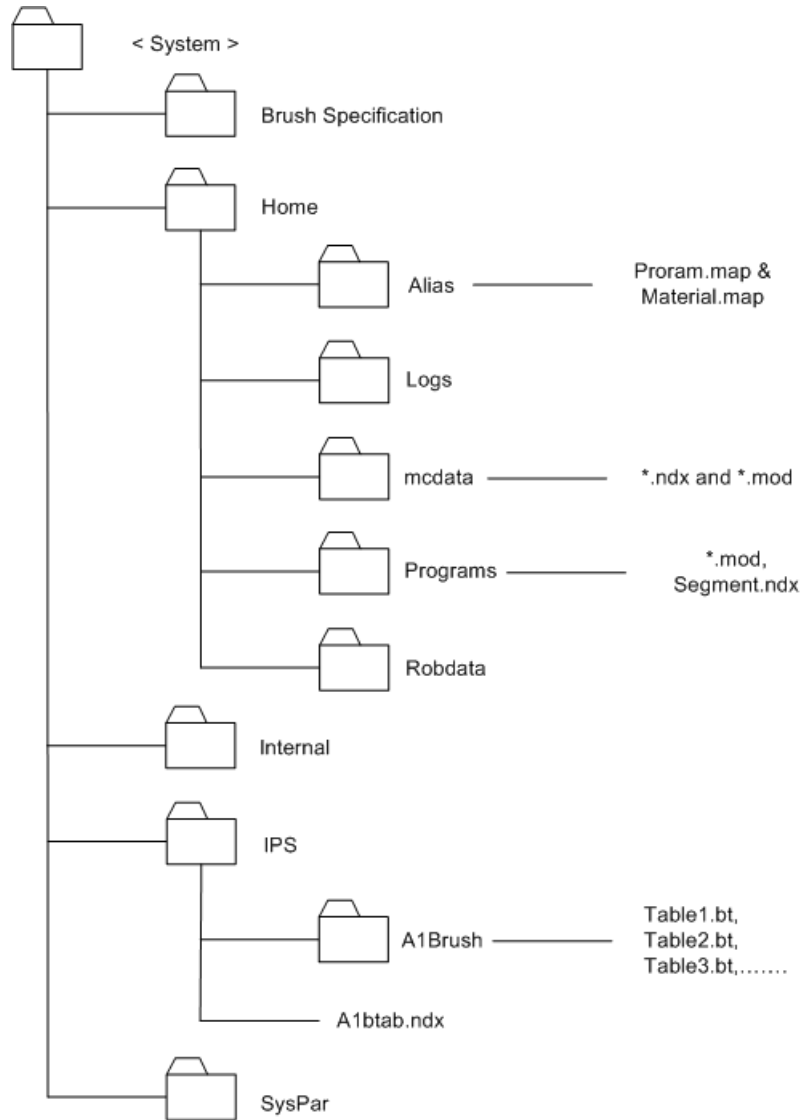 < System >
Brush Specification
Home
Alias
Proram.map &
Material.map
Logs
mcdata
*.ndx and *.mod
Programs
*.mod,
Segment.ndx
Robdata
Internal
IPS
A1Brush
Table1.bt,
Table2.bt,
Table3.bt,.......
A1btab.ndx
SysPar